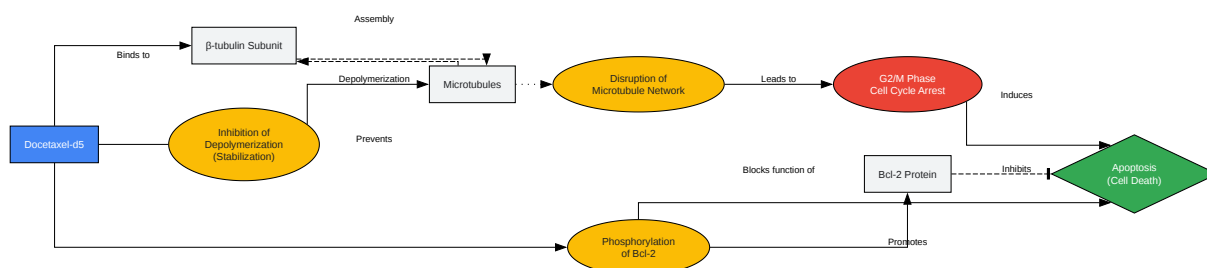 Assembly
β-tubulin Subunit
Binds to
Depolymerization
Microtubules
Disruption of
Microtubule Network
Leads to
G2/M Phase
Cell Cycle Arrest
Induces
Docetaxel-d5
Inhibition of
Depolymerization
(Stabilization)
Prevents
Blocks function of
Bcl-2 Protein
Inhibits
Apoptosis
(Cell Death)
Phosphorylation
of Bcl-2
Promotes